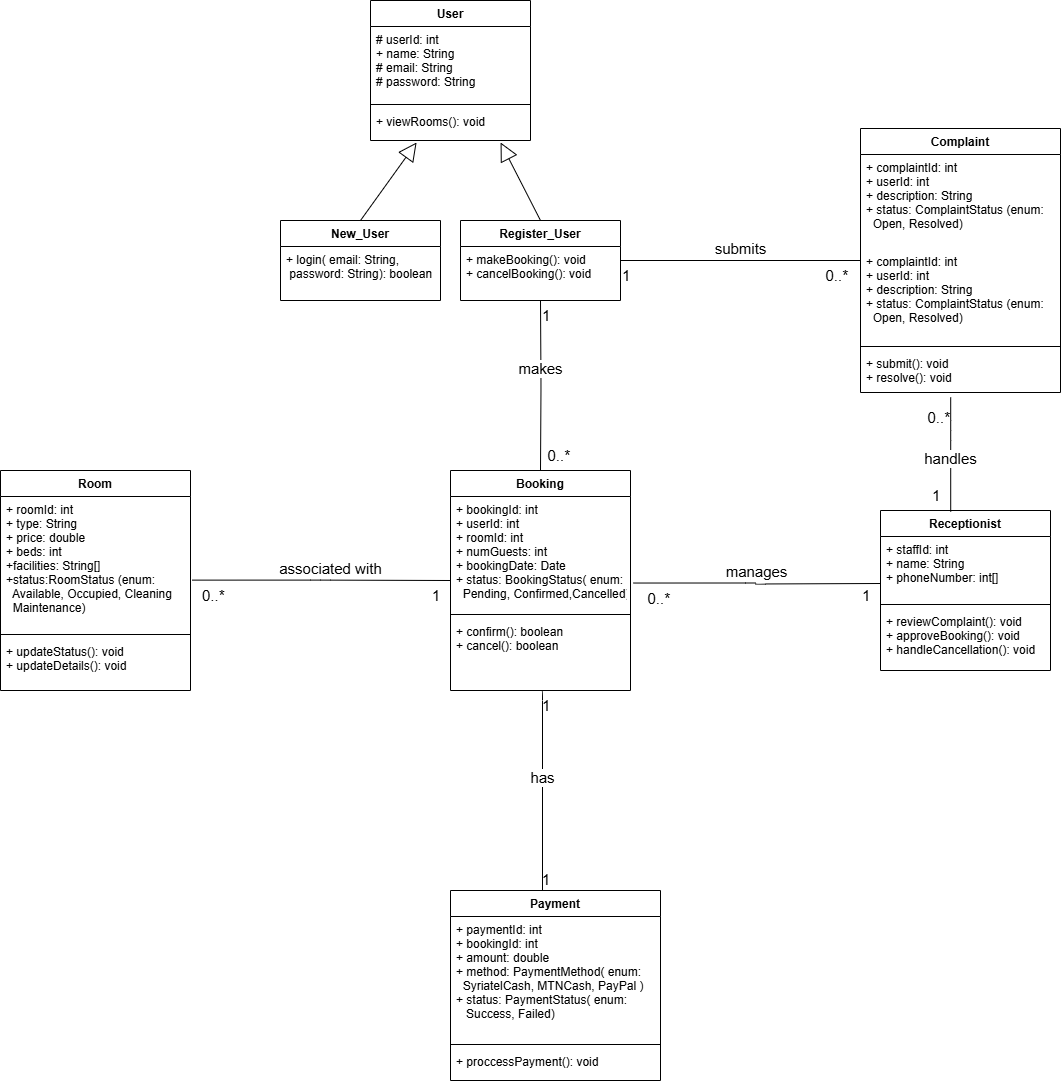 User
# userId: int
+ name: String
# email: String
# password: String
+ viewRooms(): void
New_User
+ login( email: String,
password: String): boolean
Register_User
+ makeBooking(): void
+ cancelBooking(): void
submits
1
0..*
Complaint
+ complaintId: int
+ userId: int
+ description: String
+ status: ComplaintStatus (enum:
Open, Resolved)
+ complaintId: int
+ userId: int
+ description: String
+ status: ComplaintStatus (enum:
Open, Resolved)
+ submit(): void
+ resolve(): void
1
makes
0..*
0..*
handles
1
Room
+ roomId: int
+ type: String
+ price: double
+ beds: int
+facilities: String[]
+status:RoomStatus (enum:
Available, Occupied, Cleaning
Maintenance)
+ updateStatus(): void
+ updateDetails(): void
associated with
0..*
1
Booking
+ bookingId: int
+ userId: int
+ roomId: int
+ numGuests: int
+ bookingDate: Date
+ status: BookingStatus( enum:
Pending, Confirmed,Cancelled)
+ confirm(): boolean
+ cancel(): boolean
manages
0..*
1
Receptionist
+ staffId: int
+ name: String
+ phoneNumber: int[]
+ reviewComplaint(): void
+ approveBooking(): void
+ handleCancellation(): void
1
has
1
Payment
+ paymentId: int
+ bookingId: int
+ amount: double
+ method: PaymentMethod( enum:
SyriatelCash, MTNCash, PayPal )
+ status: PaymentStatus( enum:
Success, Failed)
+ proccessPayment(): void